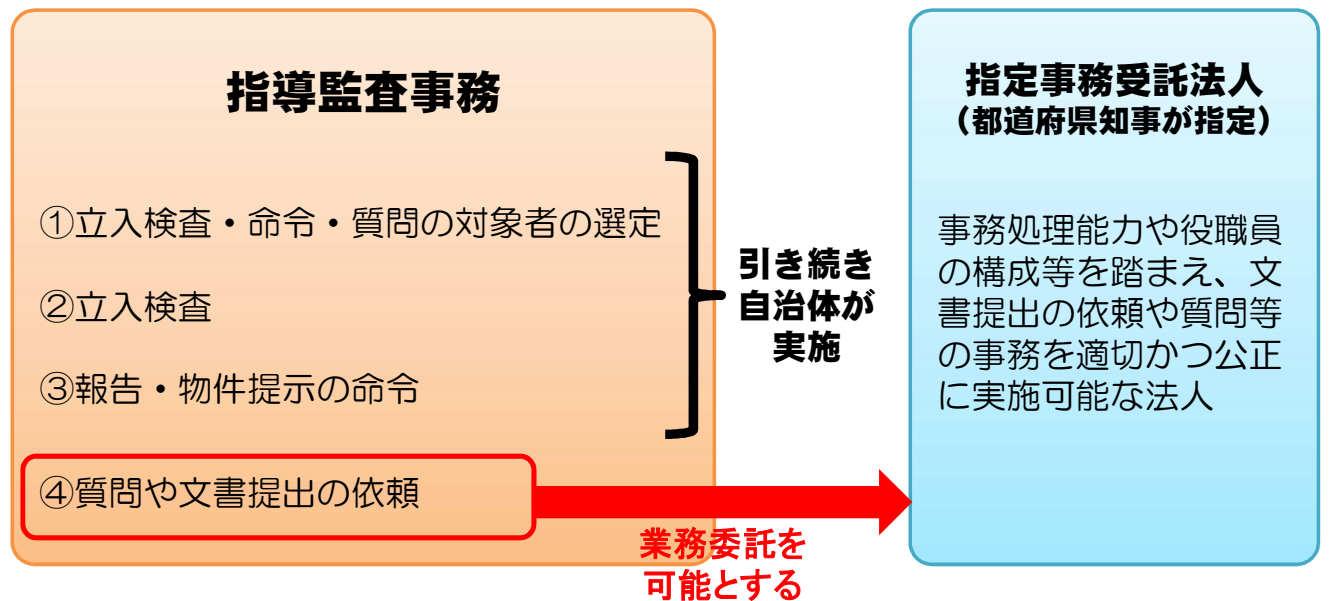 指導監査事務
①立入検査・命令・質問の対象者の選定
②立入検査
③報告・物件提示の命令
④質問や文書提出の依頼
引き続き
自治体が
実施
業務委託を
可能とする
指定事務受託法人
（都道府県知事が指定）
事務処理能力や役職員
の構成等を踏まえ、文
書提出の依頼や質問等
の事務を適切かつ公正
に実施可能な法人